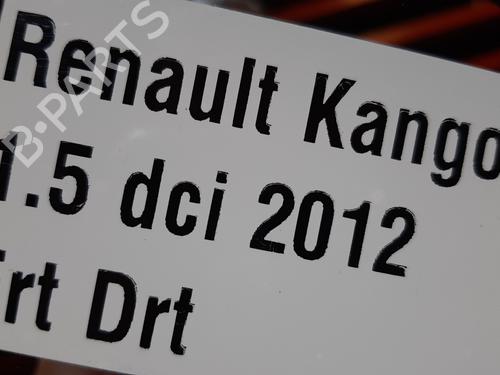 Renault Kango
1.5 dci 2012
Frt Drt
B-PARTS